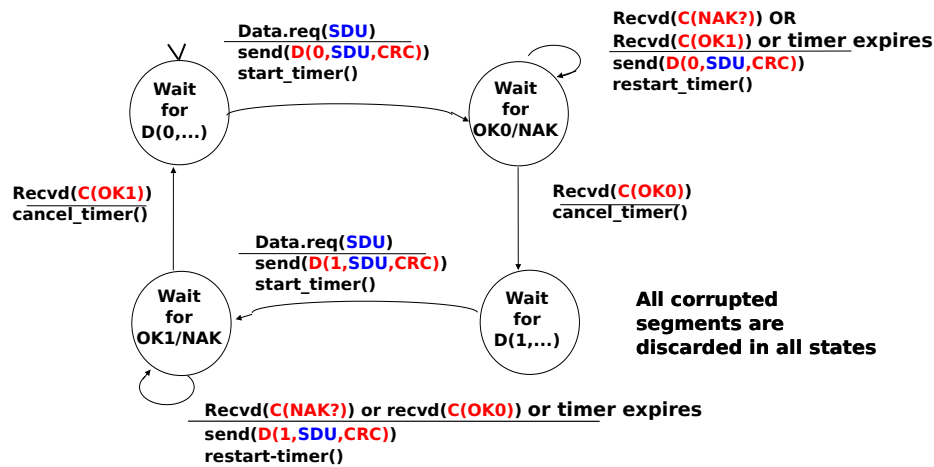 Data.req(SDU)
send(D(0,SDU,CRC))
start_timer()
Recvd(C(NAK?)) OR
Recvd(C(OK1)) or timer expires
send(D(0,SDU,CRC))
restart_timer()
Wait
for
D(0,...)
Wait
for
OK0/NAK
Recvd(C(OK1))
cancel_timer()
Recvd(C(OK0))
cancel_timer()
Data.req(SDU)
send(D(1,SDU,CRC))
start_timer()
Wait
for
OK1/NAK
Wait
for
D(1,...)
All corrupted
segments are
discarded in all states
Recvd(C(NAK?)) or recvd(C(OK0)) or timer expires
send(D(1,SDU,CRC))
restart-timer()